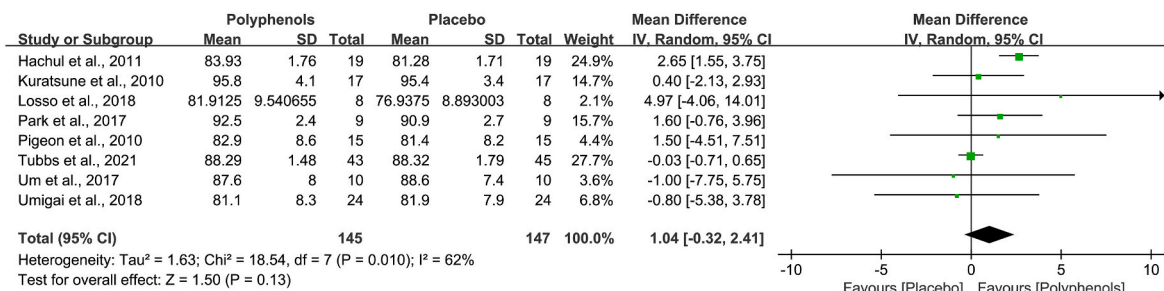 Polyphenols Placebo Mean Difference Mean Difference
Study or Subgroup Mean SD Total Mean SD Total Weight IV, Random, 95% CI IV, Random, 95% CI
Hachul et al., 2011 83.93 1.76 19 81.28 1.71 19 24.9% 2.65 [1.55, 3.75]
Kuratsune et al., 2010 95.8 4.1 17 95.4 3.4 17 14.7% 0.40 [-2.13, 2.93]
Losso et al., 2018 81.9125 9.540655 8 76.9375 8.893003 8 2.1% 4.97 [-4.06, 14.01]
Park et al., 2017 92.5 2.4 9 90.9 2.7 9 15.7% 1.60 [-0.76, 3.96]
Pigeon et al., 2010 82.9 8.6 15 81.4 8.2 15 4.4% 1.50 [-4.51, 7.51]
Tubbs et al., 2021 88.29 1.48 43 88.32 1.79 45 27.7% -0.03 [-0.71, 0.65]
Um et al., 2017 87.6 8 10 88.6 7.4 10 3.6% -1.00 [-7.75, 5.75]
Umigai et al., 2018 81.1 8.3 24 81.9 7.9 24 6.8% -0.80 [-5.38, 3.78]
Total (95% CI) 145 147 100.0% 1.04 [-0.32, 2.41]
Heterogeneity: Tau² = 1.63; Chi² = 18.54, df = 7 (P = 0.010); I² = 62%
Test for overall effect: Z = 1.50 (P = 0.13)
-10 -5 0 5 10
Favours [Placebo] Favours [Polyphenols]